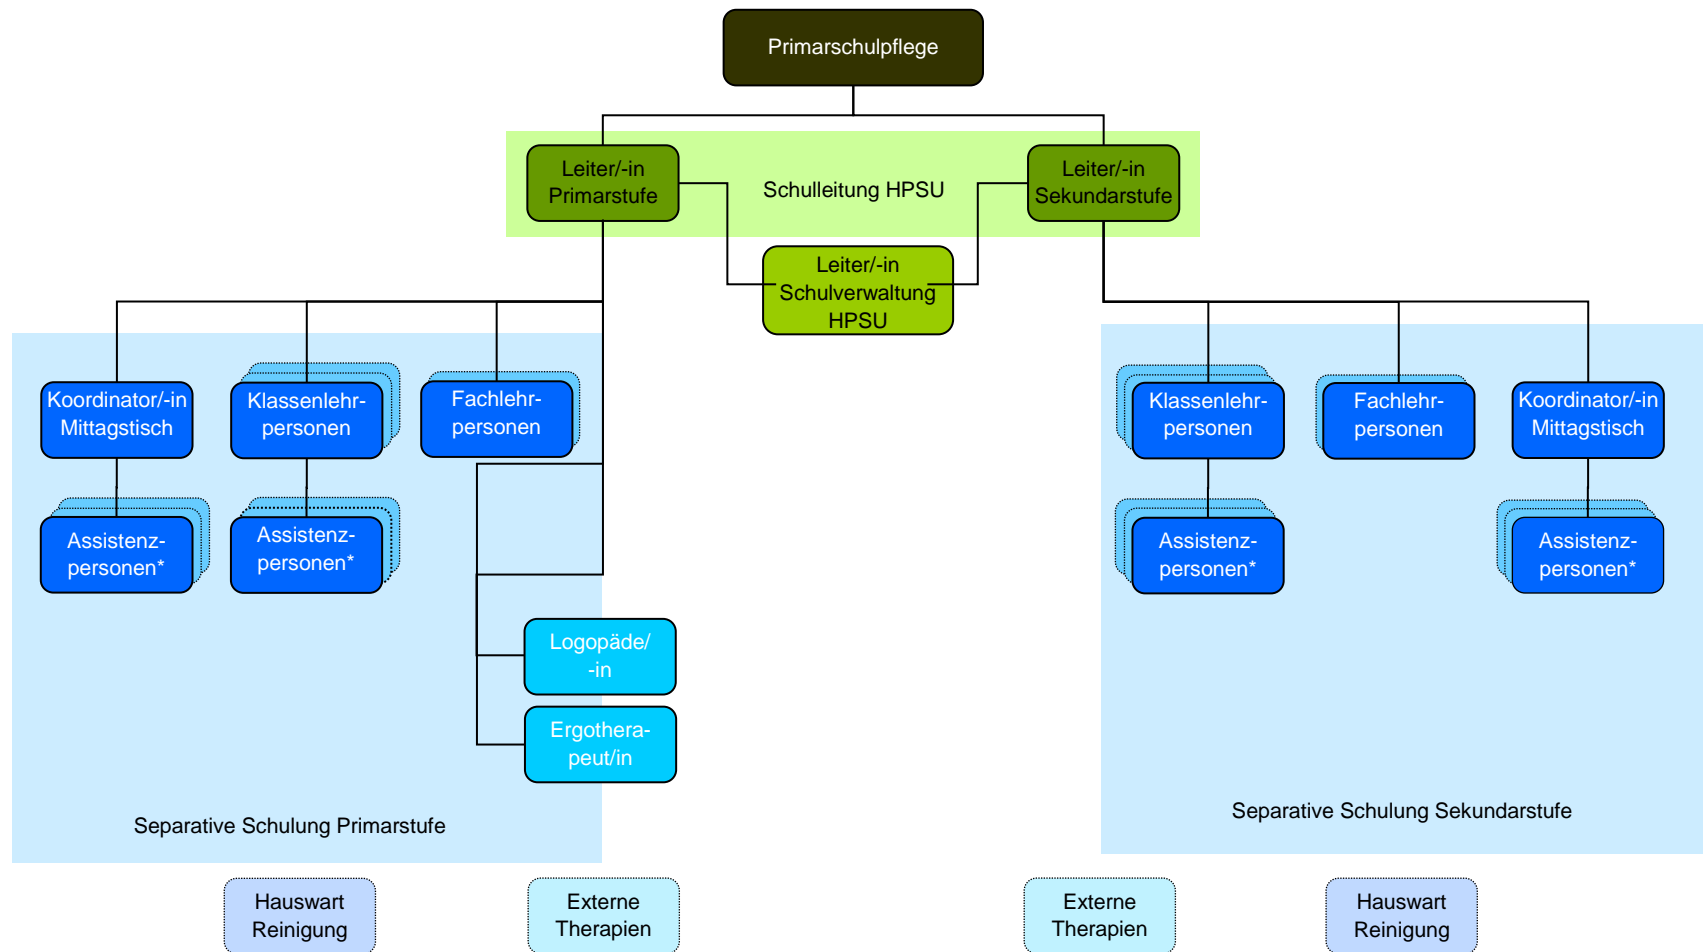 Primarschulpflege
Leiter/-in
Primarstufe
Schulleitung HPSU
Leiter/-in
Sekundarstufe
Leiter/-in
Schulverwaltung
HPSU
Koordinator/-in
Mittagstisch
Klassenlehr-
personen
Fachlehr-
personen
Klassenlehr-
personen
Fachlehr-
personen
Koordinator/-in
Mittagstisch
Assistenz-
personen*
Assistenz-
personen*
Assistenz-
personen*
Assistenz-
personen*
Logopäde/
-in
Ergothera-
peut/in
Separative Schulung Primarstufe
Separative Schulung Sekundarstufe
Hauswart
Reinigung
Externe
Therapien
Externe
Therapien
Hauswart
Reinigung